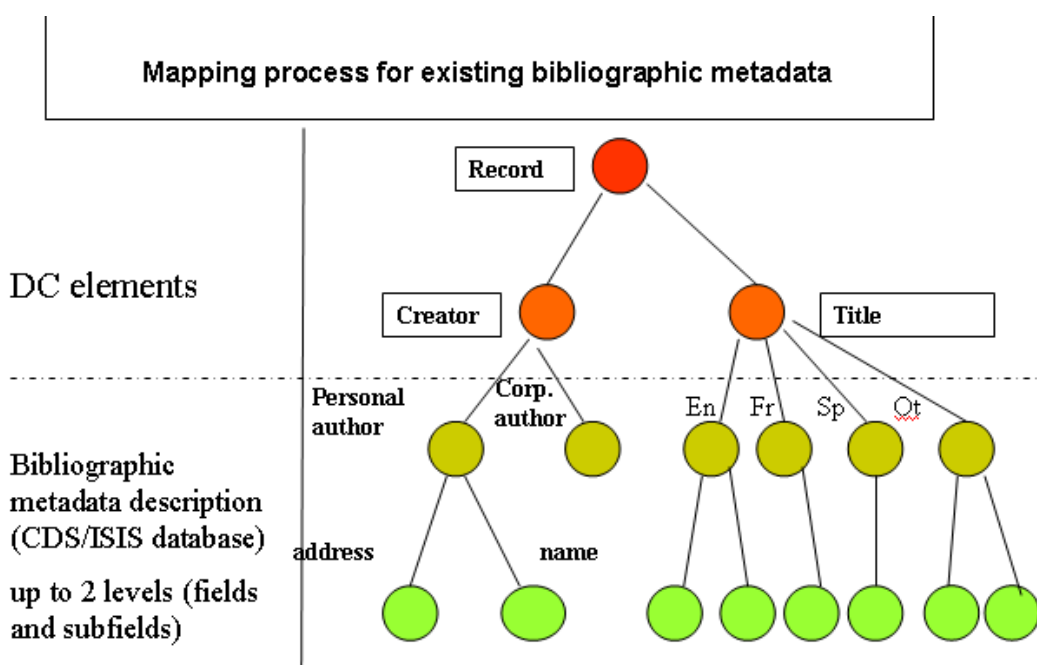 Mapping process for existing bibliographic metadada
Record
DC elements
Creator
Title
Personal
author
Corp.
author
En
Fr
Sp
Ot
Bibliographic
metadata description
(CDS/ISIS database)
address
name
up to 2 levels (fields
and subfields)